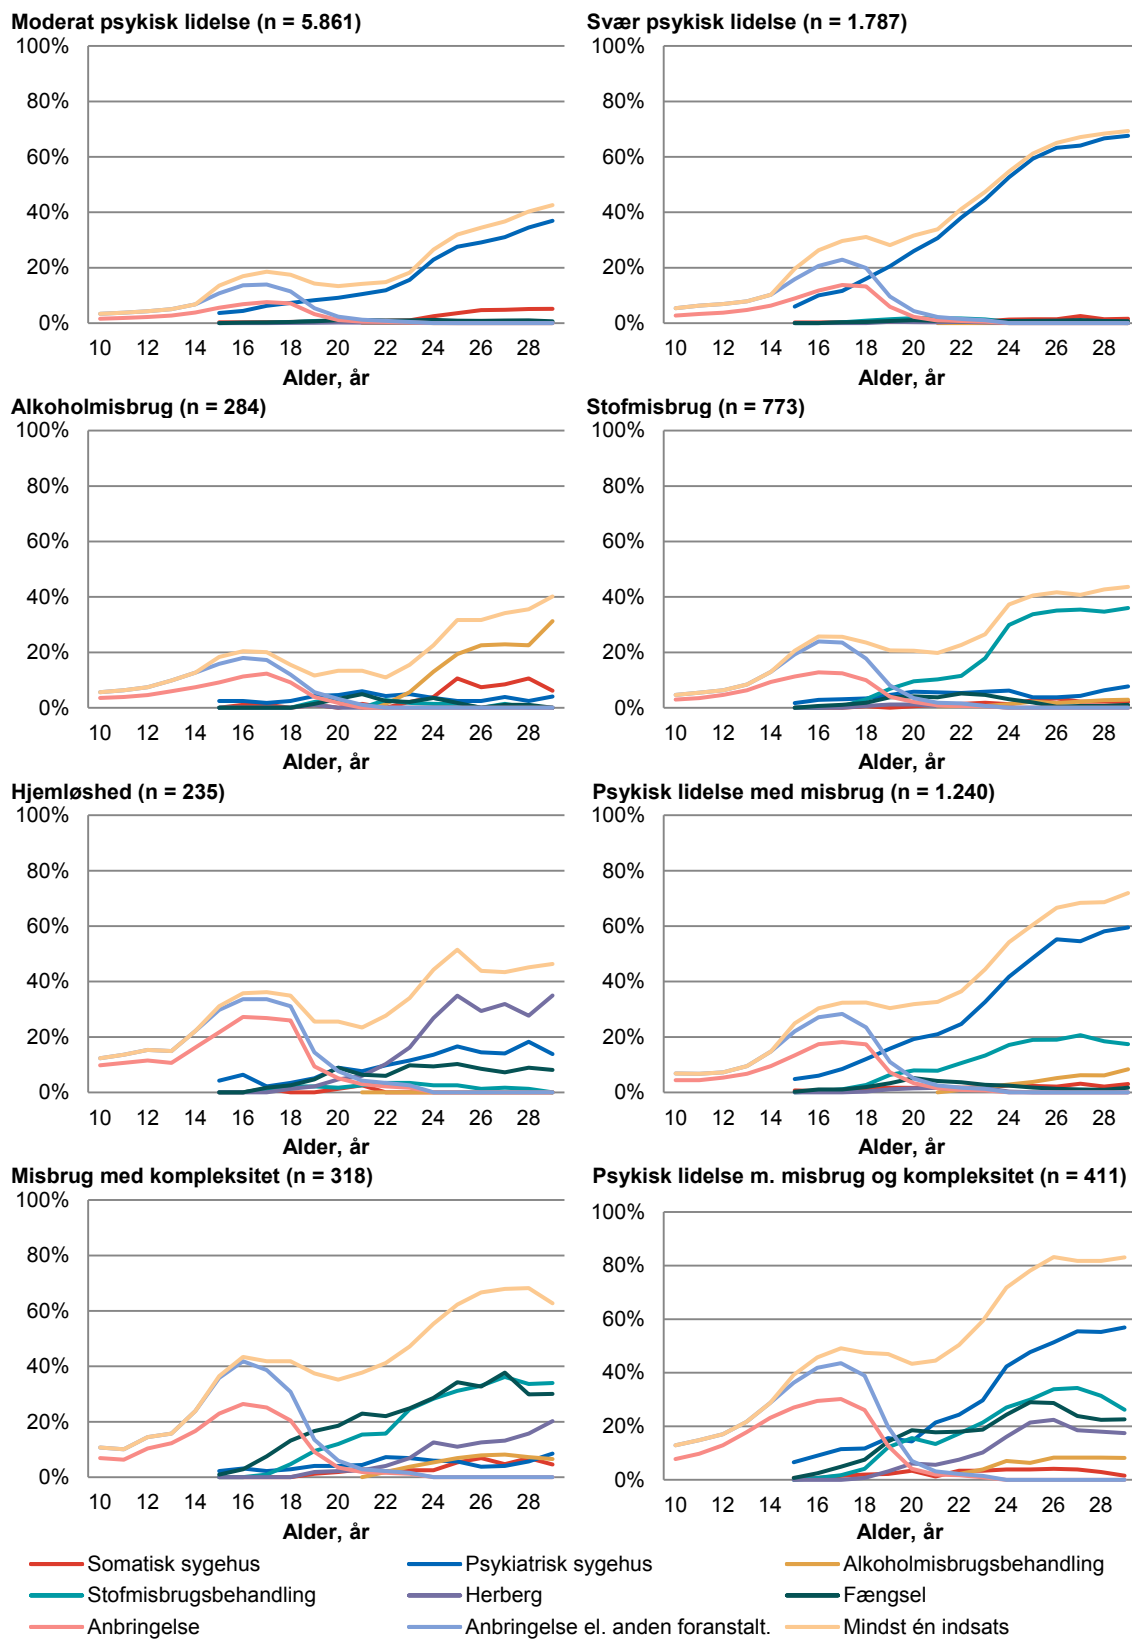 Moderat psykisk lidelse (n = 5.861)
100%
80%
60%
40%
20%
0%
10 12 14 16 18 20 22 24 26 28
Alder, år
Svær psykisk lidelse (n = 1.787)
100%
80%
60%
40%
20%
0%
10 12 14 16 18 20 22 24 26 28
Alder, år
Alkoholmisbrug (n = 284)
100%
80%
60%
40%
20%
0%
10 12 14 16 18 20 22 24 26 28
Alder, år
Stofmisbrug (n = 773)
100%
80%
60%
40%
20%
0%
10 12 14 16 18 20 22 24 26 28
Alder, år
Hjemløshed (n = 235)
100%
80%
60%
40%
20%
0%
10 12 14 16 18 20 22 24 26 28
Alder, år
Psykisk lidelse med misbrug (n = 1.240)
100%
80%
60%
40%
20%
0%
10 12 14 16 18 20 22 24 26 28
Alder, år
Misbrug med kompleksitet (n = 318)
100%
80%
60%
40%
20%
0%
10 12 14 16 18 20 22 24 26 28
Alder, år
Psykisk lidelse m. misbrug og kompleksitet (n = 411)
100%
80%
60%
40%
20%
0%
10 12 14 16 18 20 22 24 26 28
Alder, år
Somatisk sygehus
Psykiatrisk sygehus
Alkoholmisbrugsbehandling
Stofmisbrugsbehandling
Herberg
Fængsel
Anbringelse
Anbringelse el. anden foranstalt.
Mindst én indsats